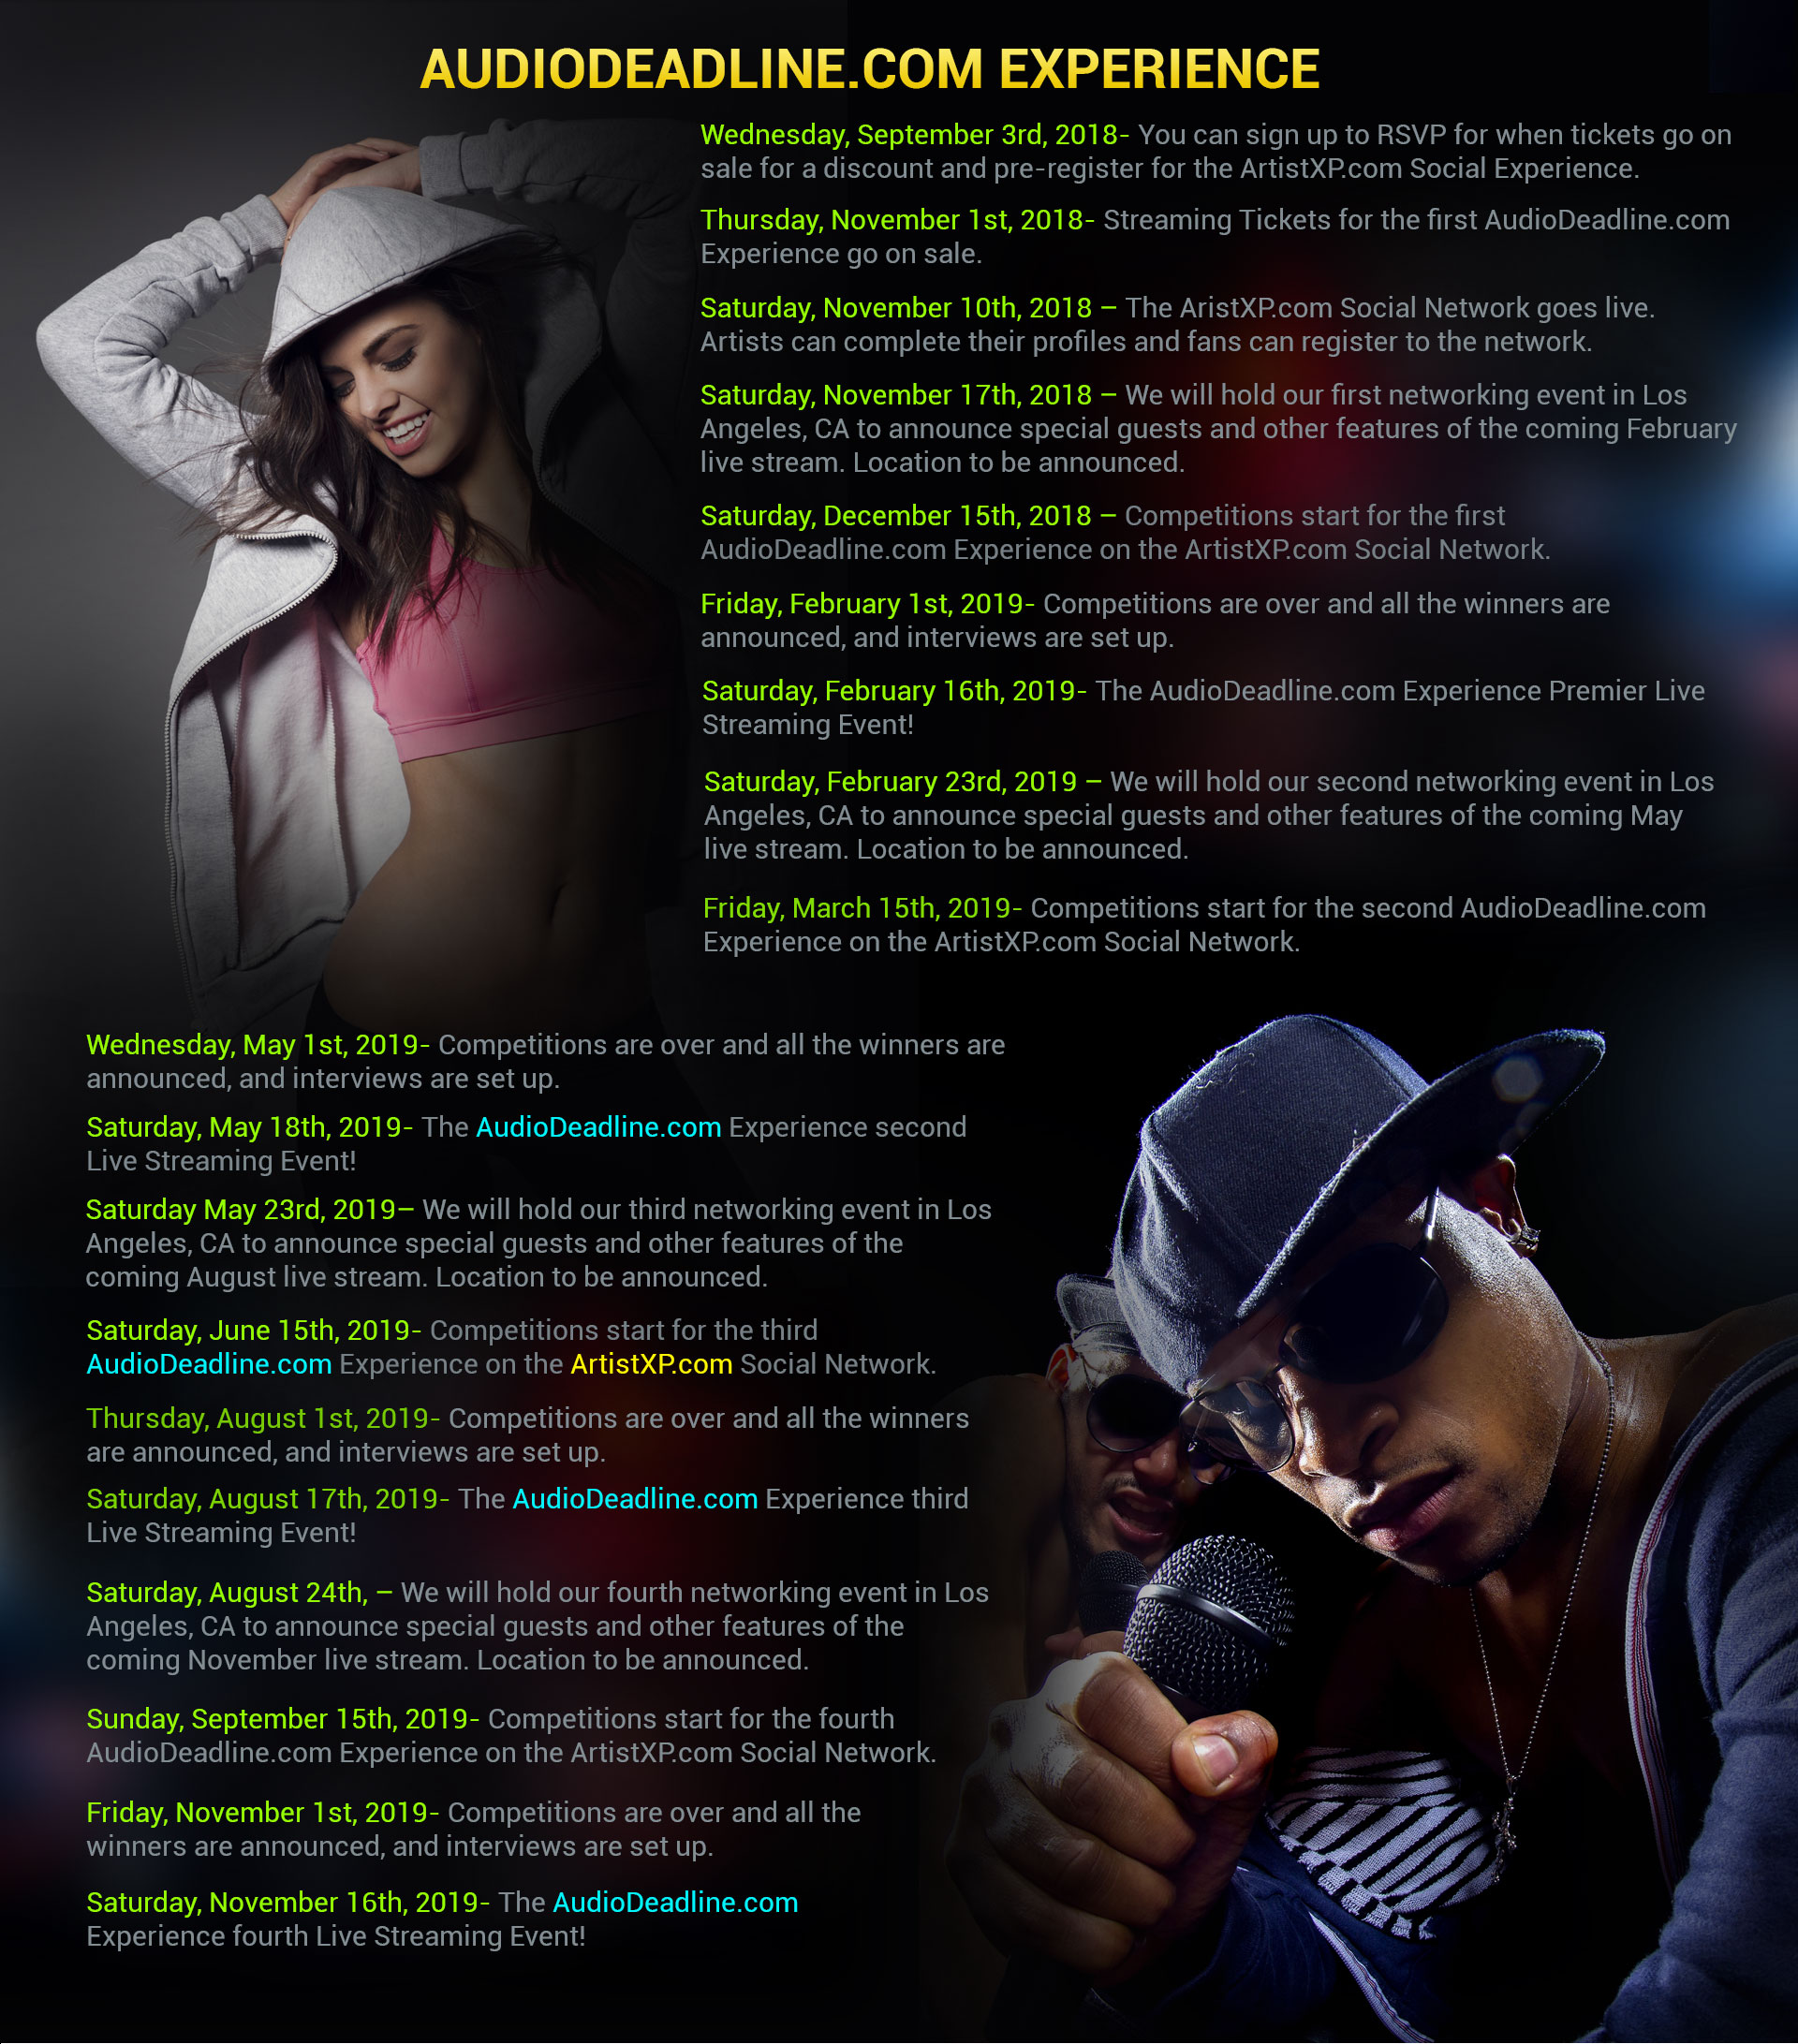 AUDIODEADLINE.COM EXPERIENCE
Wednesday, September 3rd, 2018- You can sign up to RSVP for when tickets go on
sale for a discount and pre-register for the ArtistXP.com Social Experience.
Thursday, November 1st, 2018- Streaming Tickets for the first AudioDeadline.com
Experience go on sale.
Saturday, November 10th, 2018 – The AristXP.com Social Network goes live.
Artists can complete their profiles and fans can register to the network.
Saturday, November 17th, 2018 – We will hold our first networking event in Los
Angeles, CA to announce special guests and other features of the coming February
live stream. Location to be announced.
Saturday, December 15th, 2018 – Competitions start for the first
AudioDeadline.com Experience on the ArtistXP.com Social Network.
Friday, February 1st, 2019- Competitions are over and all the winners are
announced, and interviews are set up.
Saturday, February 16th, 2019- The AudioDeadline.com Experience Premier Live
Streaming Event!
Saturday, February 23rd, 2019 – We will hold our second networking event in Los
Angeles, CA to announce special guests and other features of the coming May
live stream. Location to be announced.
Friday, March 15th, 2019- Competitions start for the second AudioDeadline.com
Experience on the ArtistXP.com Social Network.
Wednesday, May 1st, 2019- Competitions are over and all the winners are
announced, and interviews are set up.
Saturday, May 18th, 2019- The AudioDeadline.com Experience second
Live Streaming Event!
Saturday May 23rd, 2019– We will hold our third networking event in Los
Angeles, CA to announce special guests and other features of the
coming August live stream. Location to be announced.
Saturday, June 15th, 2019- Competitions start for the third
AudioDeadline.com Experience on the ArtistXP.com Social Network.
Thursday, August 1st, 2019- Competitions are over and all the winners
are announced, and interviews are set up.
Saturday, August 17th, 2019- The AudioDeadline.com Experience third
Live Streaming Event!
Saturday, August 24th, – We will hold our fourth networking event in Los
Angeles, CA to announce special guests and other features of the
coming November live stream. Location to be announced.
Sunday, September 15th, 2019- Competitions start for the fourth
AudioDeadline.com Experience on the ArtistXP.com Social Network.
Friday, November 1st, 2019- Competitions are over and all the
winners are announced, and interviews are set up.
Saturday, November 16th, 2019- The AudioDeadline.com
Experience fourth Live Streaming Event!